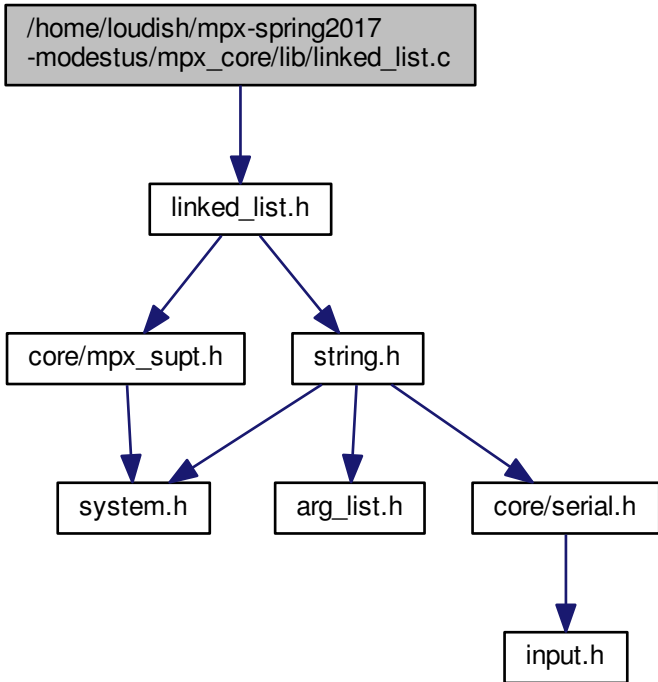 /home/loudish/mpx-spring2017
-modestus/mpx_core/lib/linked_list.c
linked_list.h
core/mpx_supt.h
string.h
system.h
arg_list.h
core/serial.h
input.h